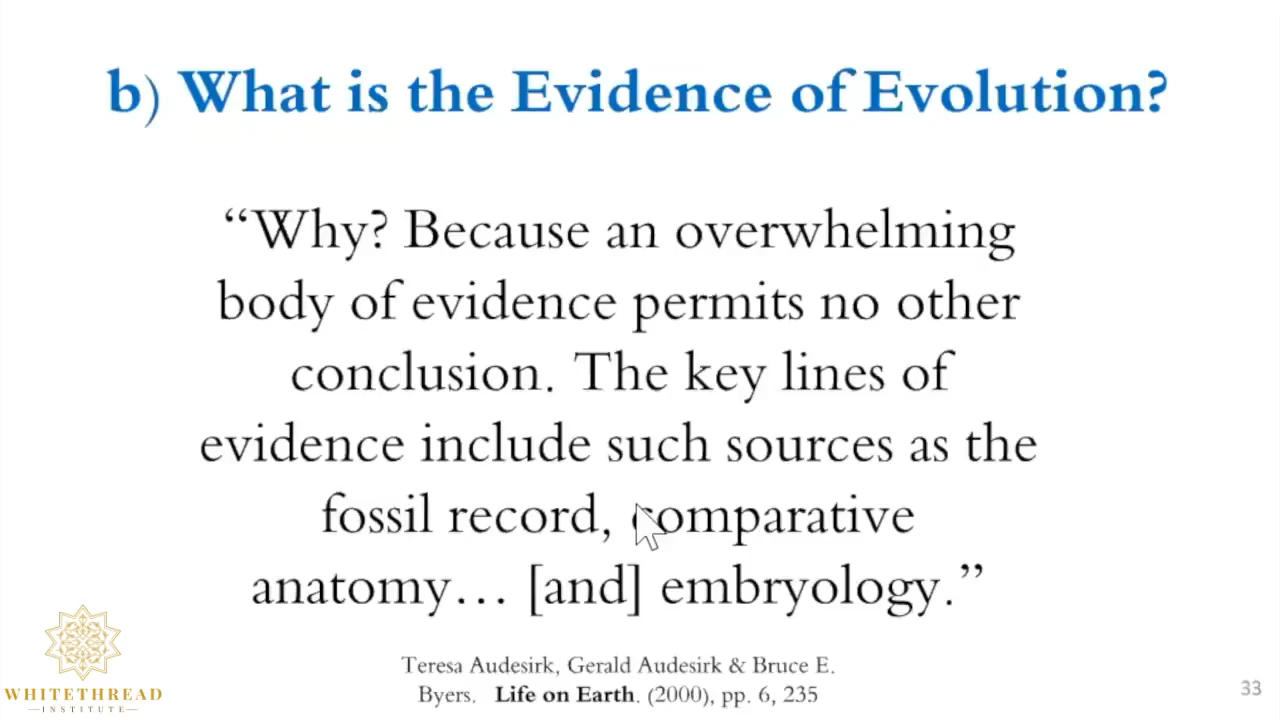 b) What is the Evidence of Evolution?
“Why? Because an overwhelming
body of evidence permits no other
conclusion. The key lines of
evidence include such sources as the
fossil record, comparative
anatomy… [and] embryology.”
Teresa Audesirk, Gerald Audesirk & Bruce E.
Byers. Life on Earth. (2000), pp. 6, 235
WHITETHREAD
INSTITUTE
33